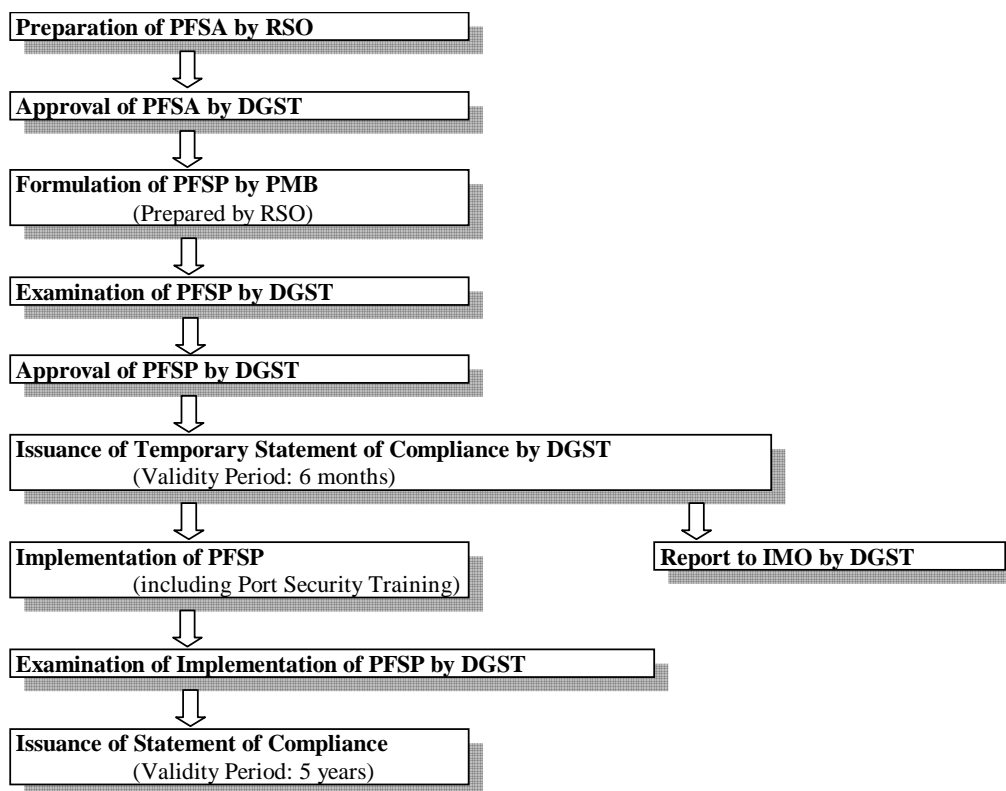 Preparation of PFSA by RSO
Approval of PFSA by DGST
Formulation of PFSP by PMB
(Prepared by RSO)
Examination of PFSP by DGST
Approval of PFSP by DGST
Issuance of Temporary Statement of Compliance by DGST
(Validity Period: 6 months)
Implementation of PFSP
(including Port Security Training)
Report to IMO by DGST
Examination of Implementation of PFSP by DGST
Issuance of Statement of Compliance
(Validity Period: 5 years)